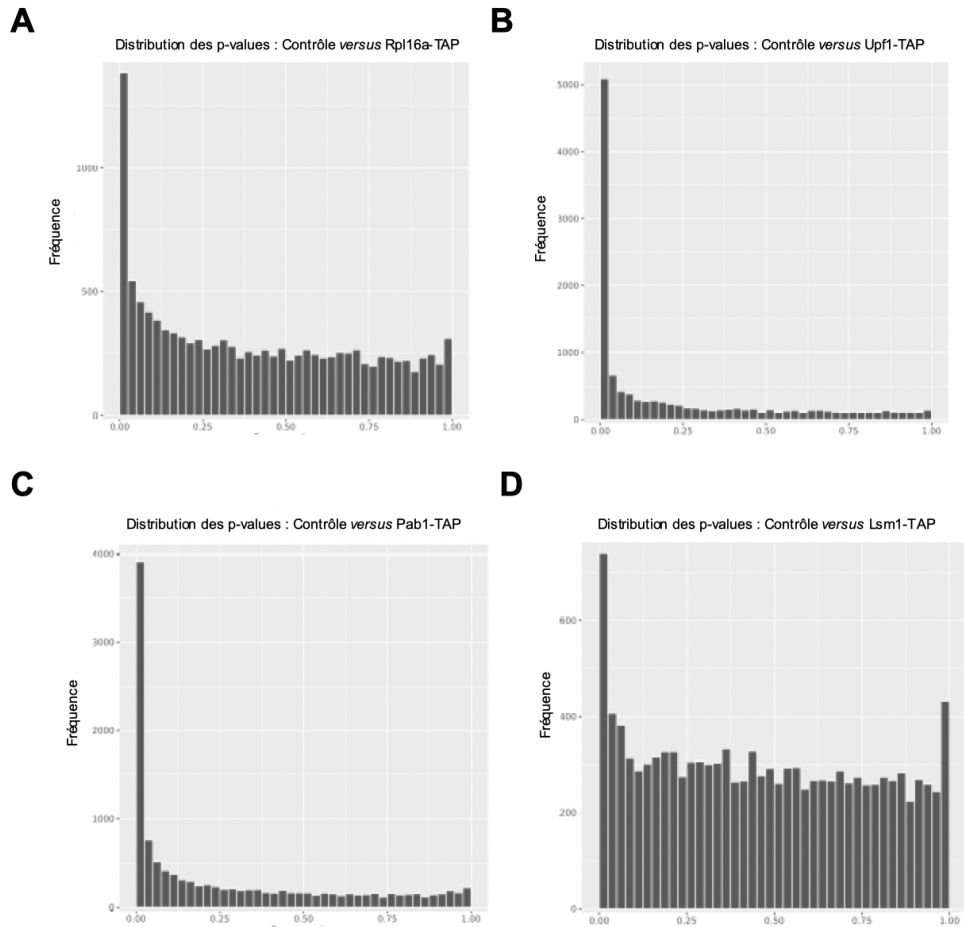 A
Distribution des p-values : Contrôle versus Rpl16a-TAP
Fréquence
1000
500
0
0.00 0.25 0.50 0.75 1.00
B
Distribution des p-values : Contrôle versus Upf1-TAP
Fréquence
5000
4000
3000
2000
1000
0
0.00 0.25 0.50 0.75 1.00
C
Distribution des p-values : Contrôle versus Pab1-TAP
Fréquence
4000
3000
2000
1000
0
0.00 0.25 0.50 0.75 1.00
D
Distribution des p-values : Contrôle versus Lsm1-TAP
Fréquence
600
400
200
0
0.00 0.25 0.50 0.75 1.00